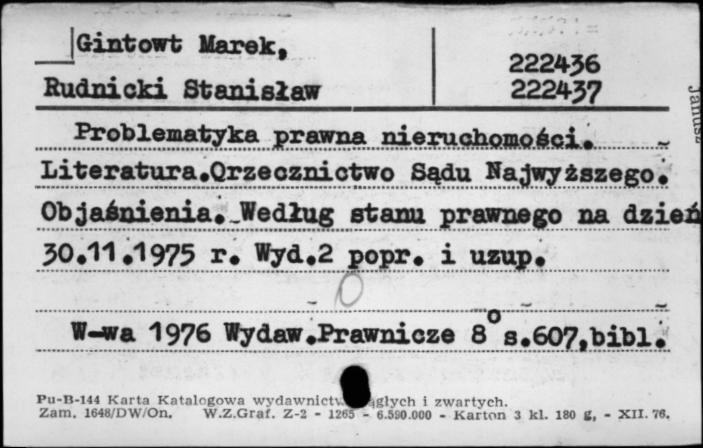 Gintowt Marek,
222436
Rudnicki Stanisław
222437
Problematyka prawna nieruchomości.
Literatura.Orzecznictwo Sądu Najwyższego.
Objaśnienia. Według stanu prawnego na dzień
30.11.1975 r. Wyd.2 popr. i uzup.
W-wa 1976 Wydaw.Prawnicze 8° s.607,bibl.
Pu-B-144 Karta Katalogowa wydawnictw i zwartych.
Zam. 1648/DW/On. W.Z.Graf. Z-2 - 1265 - 6.590.000 - Karton 3 kl. 180 g, - XII. 76.
Janusz